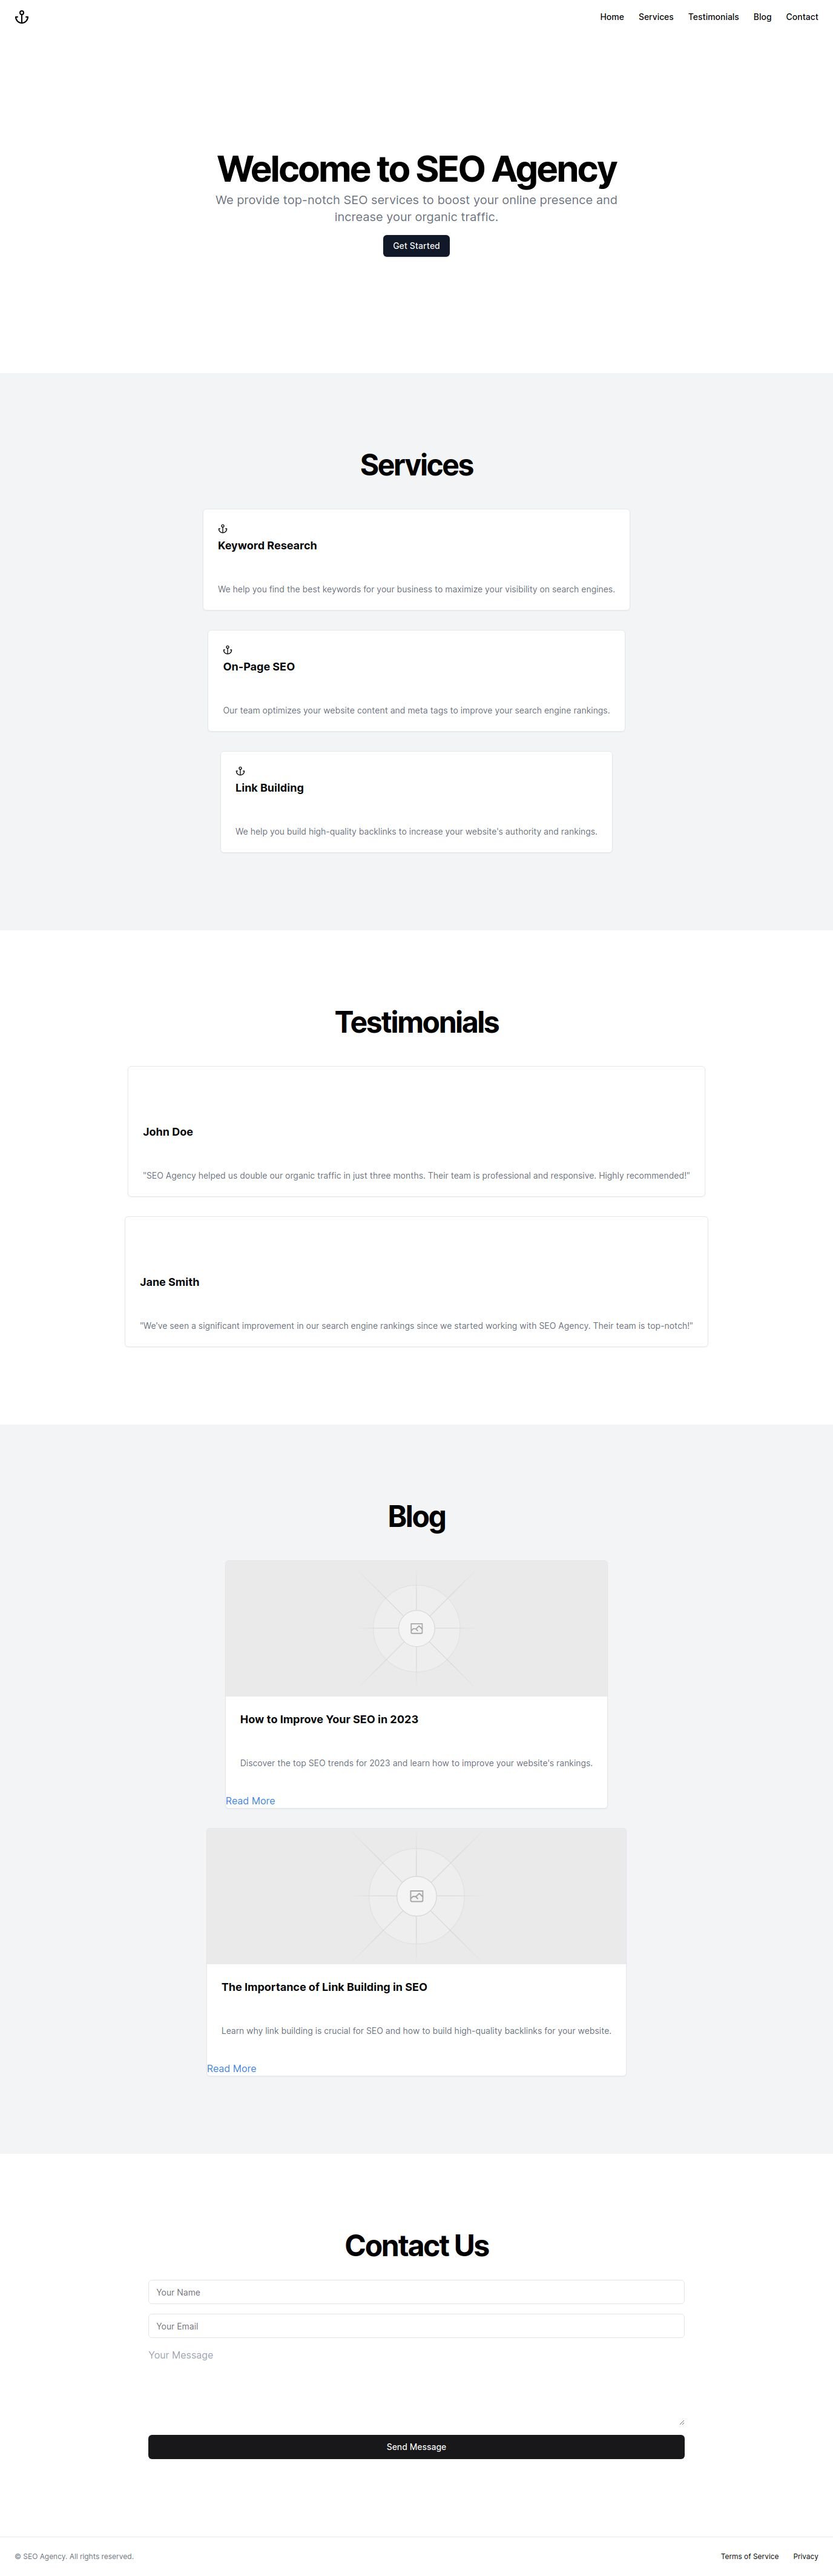 Home Services Testimonials Blog Contact
Welcome to SEO Agency
We provide top-notch SEO services to boost your online presence and
increase your organic traffic.
Get Started
Services
Keyword Research
We help you find the best keywords for your business to maximize your visibility on search engines.
On-Page SEO
Our team optimizes your website content and meta tags to improve your search engine rankings.
Link Building
We help you build high-quality backlinks to increase your website's authority and rankings.
Testimonials
John Doe
"SEO Agency helped us double our organic traffic in just three months. Their team is professional and responsive. Highly recommended!"
Jane Smith
"We've seen a significant improvement in our search engine rankings since we started working with SEO Agency. Their team is top-notch!"
Blog
How to Improve Your SEO in 2023
Discover the top SEO trends for 2023 and learn how to improve your website's rankings.
Read More
The Importance of Link Building in SEO
Learn why link building is crucial for SEO and how to build high-quality backlinks for your website.
Read More
Contact Us
Your Name
Your Email
Your Message
Send Message
© SEO Agency. All rights reserved. Terms of Service Privacy